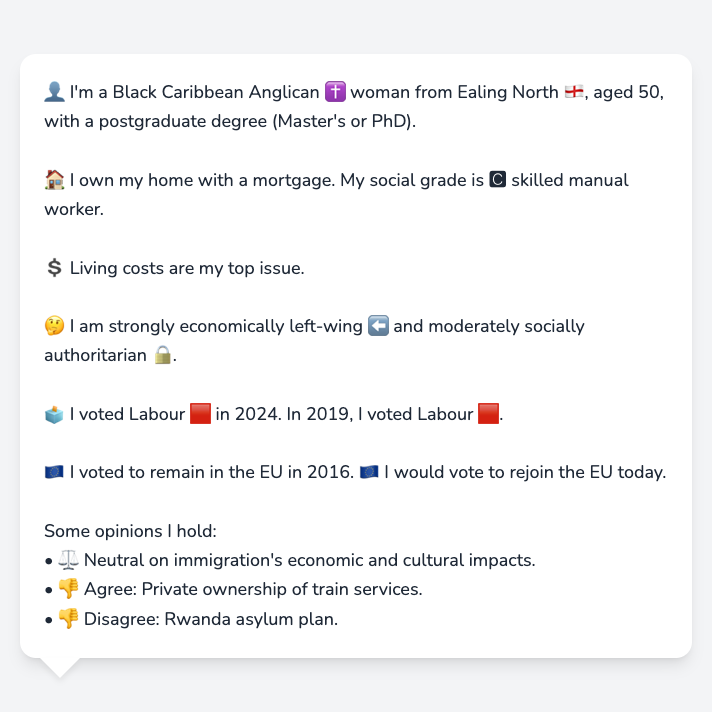 👤 I'm a Black Caribbean Anglican ✝️ woman from Ealing North 🏴󠁧󠁢󠁥󠁮󠁧󠁿, aged 50,
with a postgraduate degree (Master's or PhD).
🏠 I own my home with a mortgage. My social grade is 🅲 skilled manual
worker.
💲 Living costs are my top issue.
🤔 I am strongly economically left-wing ⬅️ and moderately socially
authoritarian 🔒.
🗳️ I voted Labour 🟥 in 2024. In 2019, I voted Labour 🟥.
🇪🇺 I voted to remain in the EU in 2016. 🇪🇺 I would vote to rejoin the EU today.
Some opinions I hold:
• ⚖️ Neutral on immigration's economic and cultural impacts.
• 👎 Agree: Private ownership of train services.
• 👎 Disagree: Rwanda asylum plan.